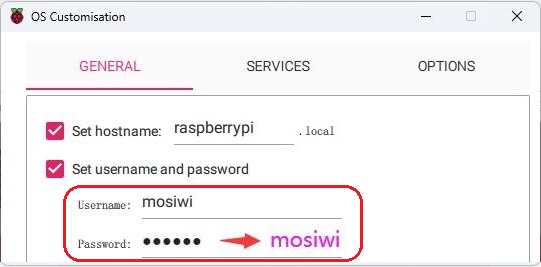 OS Customisation
GENERAL SERVICES OPTIONS
Set hostname: raspberrypi .local
Set username and password
Username: mosiwi
Password: ●●●●●● mosiwi